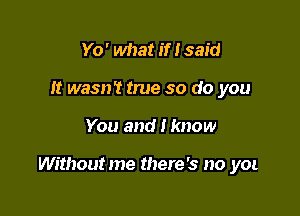 Yo' what if I said
It wasn't true so do you
You and I know
Without me there's no you